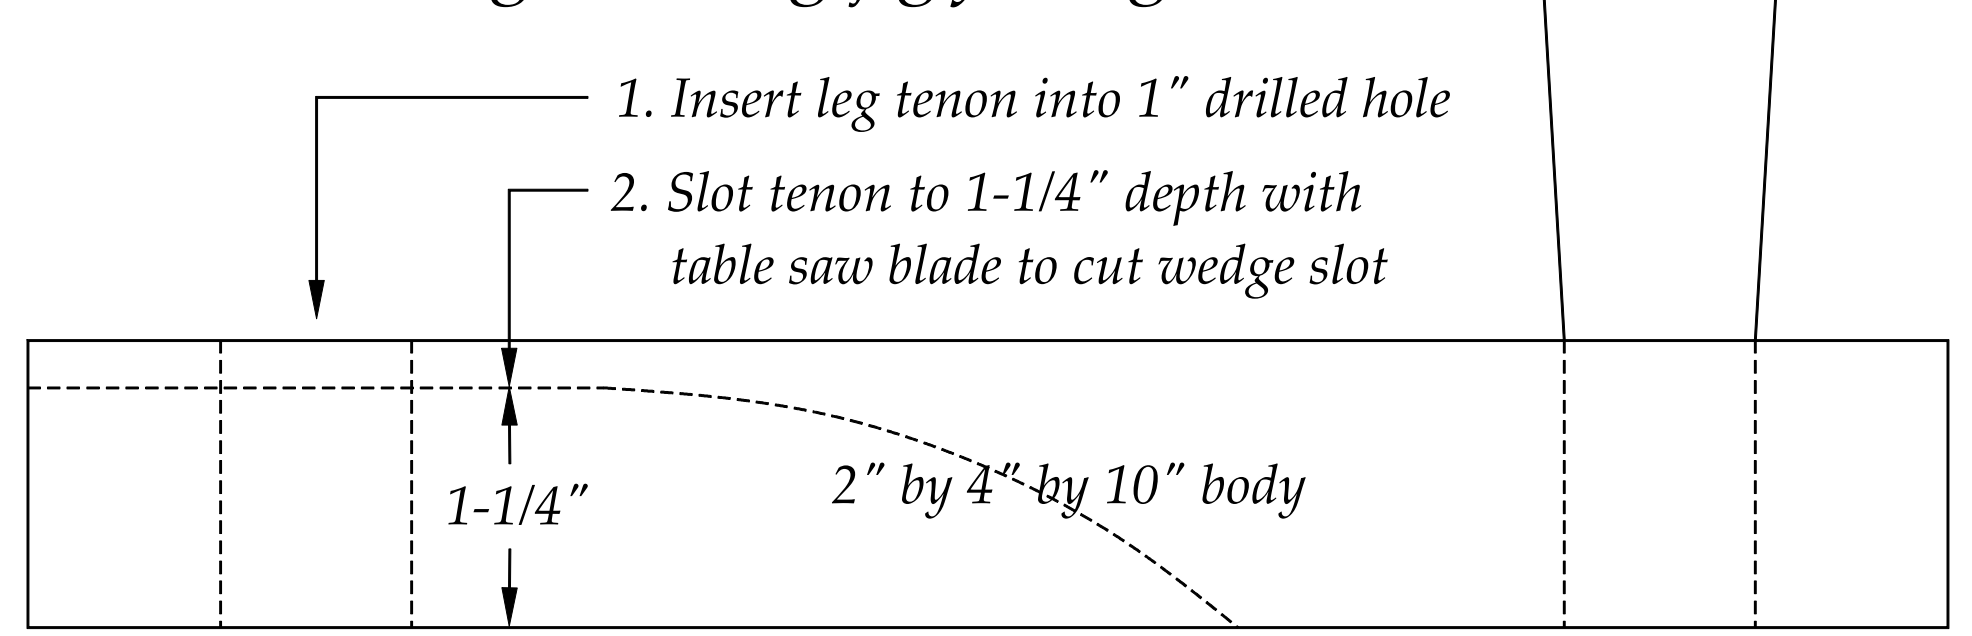 1. Insert leg tenon into 1″ drilled hole
2. Slot tenon to 1-1/4″ depth with
table saw blade to cut wedge slot
2″ by 4″ by 10″ body
1-1/4″